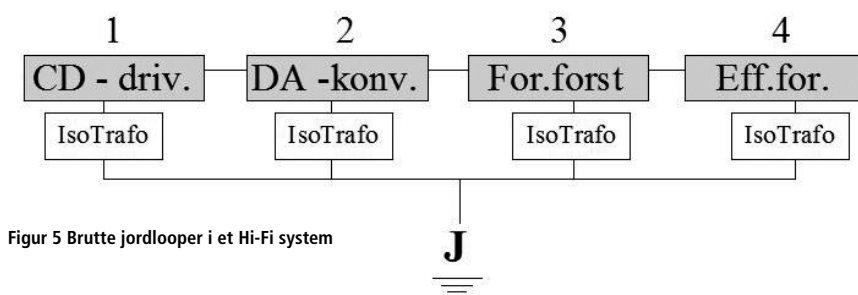 1 2 3 4
CD - driv. DA -konv. For.forst Eff.for.
IsoTrafo IsoTrafo IsoTrafo IsoTrafo
Figur 5 Brutte jordlooper i et Hi-Fi system
J